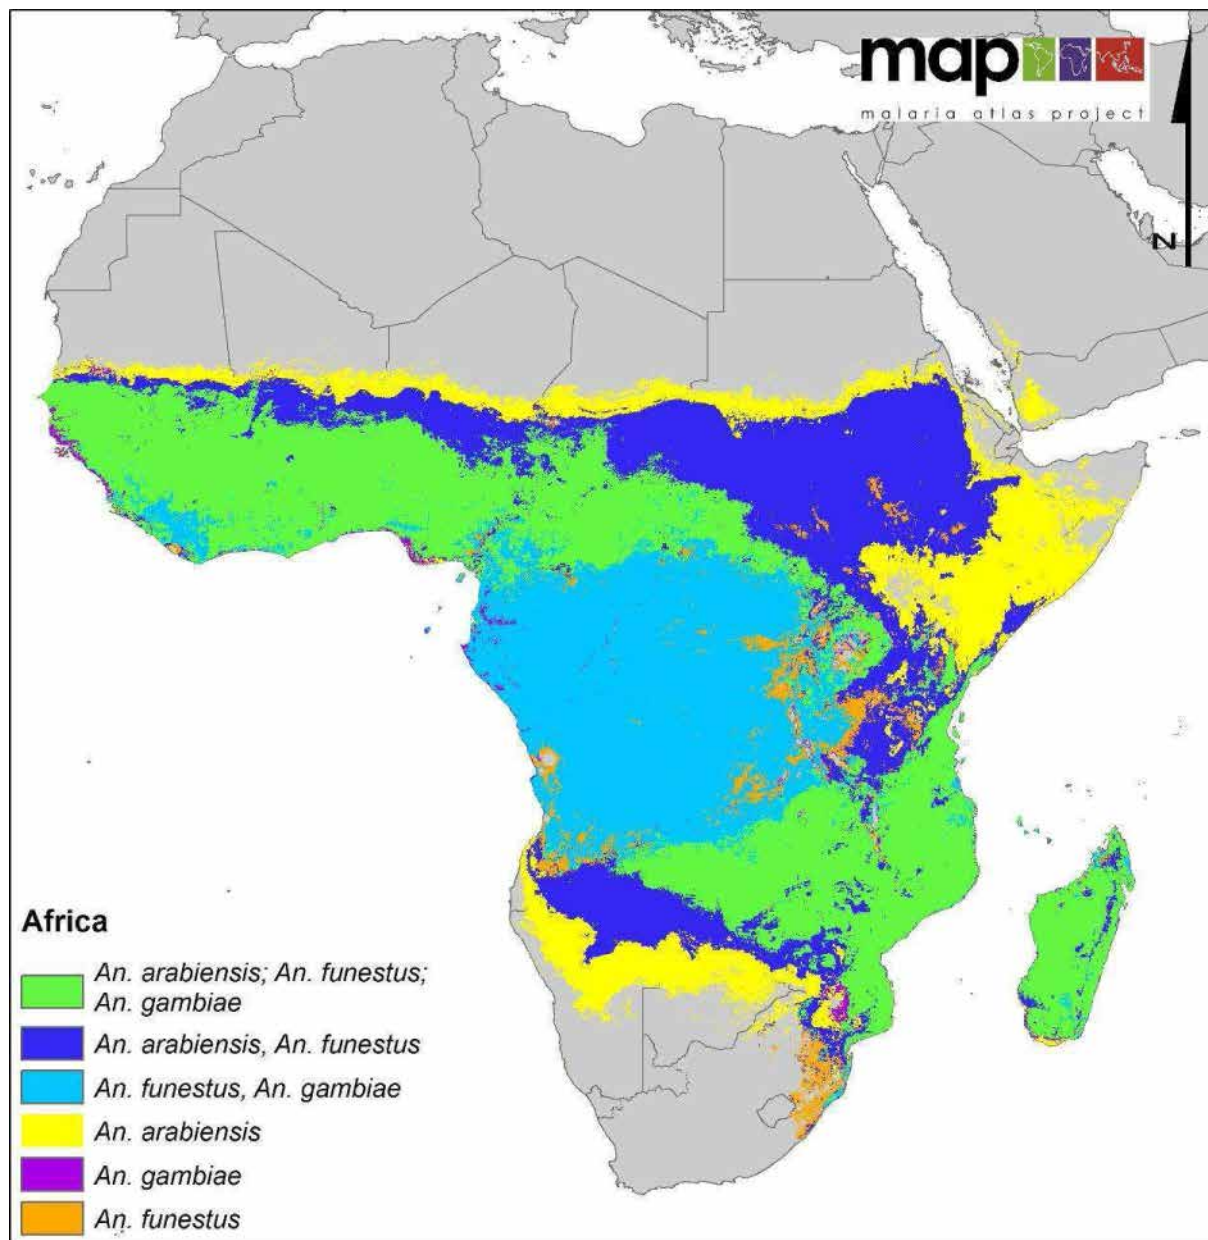 map
malaria atlas project
N
Africa
An. arabiensis; An. funestus;
An. gambiae
An. arabiensis, An. funestus
An. funestus, An. gambiae
An. arabiensis
An. gambiae
An. funestus